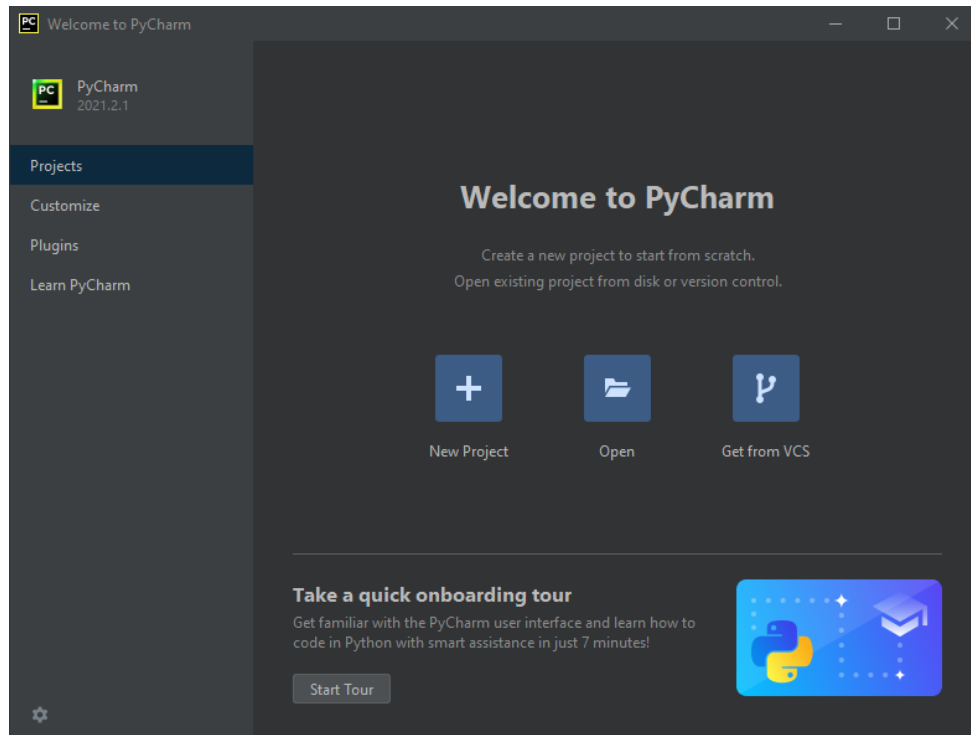 Welcome to PyCharm
PyCharm
2021.2.1
Projects
Customize
Plugins
Learn PyCharm
Welcome to PyCharm
Create a new project to start from scratch.
Open existing project from disk or version control.
New Project
Open
Get from VCS
Take a quick onboarding tour
Get familiar with the PyCharm user interface and learn how to
code in Python with smart assistance in just 7 minutes!
Start Tour